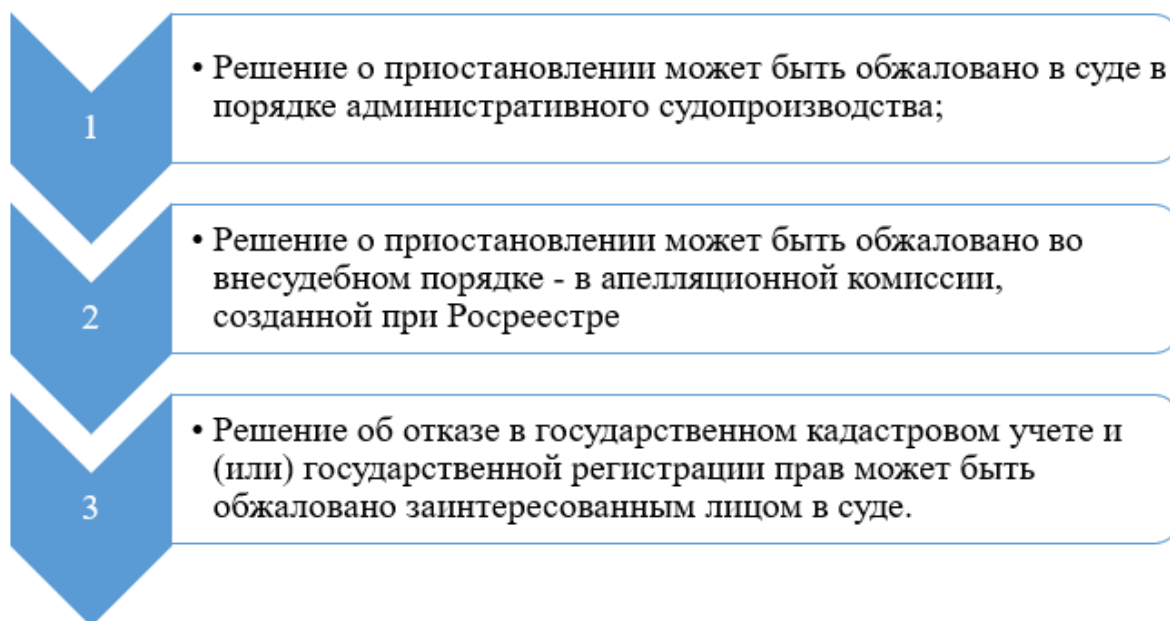 1
• Решение о приостановлении может быть обжаловано в суде в
порядке административного судопроизводства;
2
• Решение о приостановлении может быть обжаловано во
внесудебном порядке - в апелляционной комиссии,
созданной при Росреестре
3
• Решение об отказе в государственном кадастровом учете и
(или) государственной регистрации прав может быть
обжаловано заинтересованным лицом в суде.